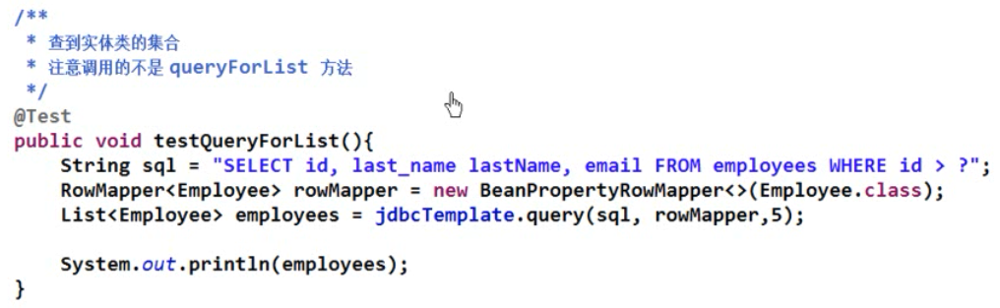 /**
 * 查到实体类的集合
 * 注意调用的不是 queryForList 方法
 */
@Test
public void testQueryForList(){
    String sql = "SELECT id, last_name lastName, email FROM employees WHERE id > ?";
    RowMapper<Employee> rowMapper = new BeanPropertyRowMapper<>(Employee.class);
    List<Employee> employees = jdbcTemplate.query(sql, rowMapper,5);

    System.out.println(employees);
}